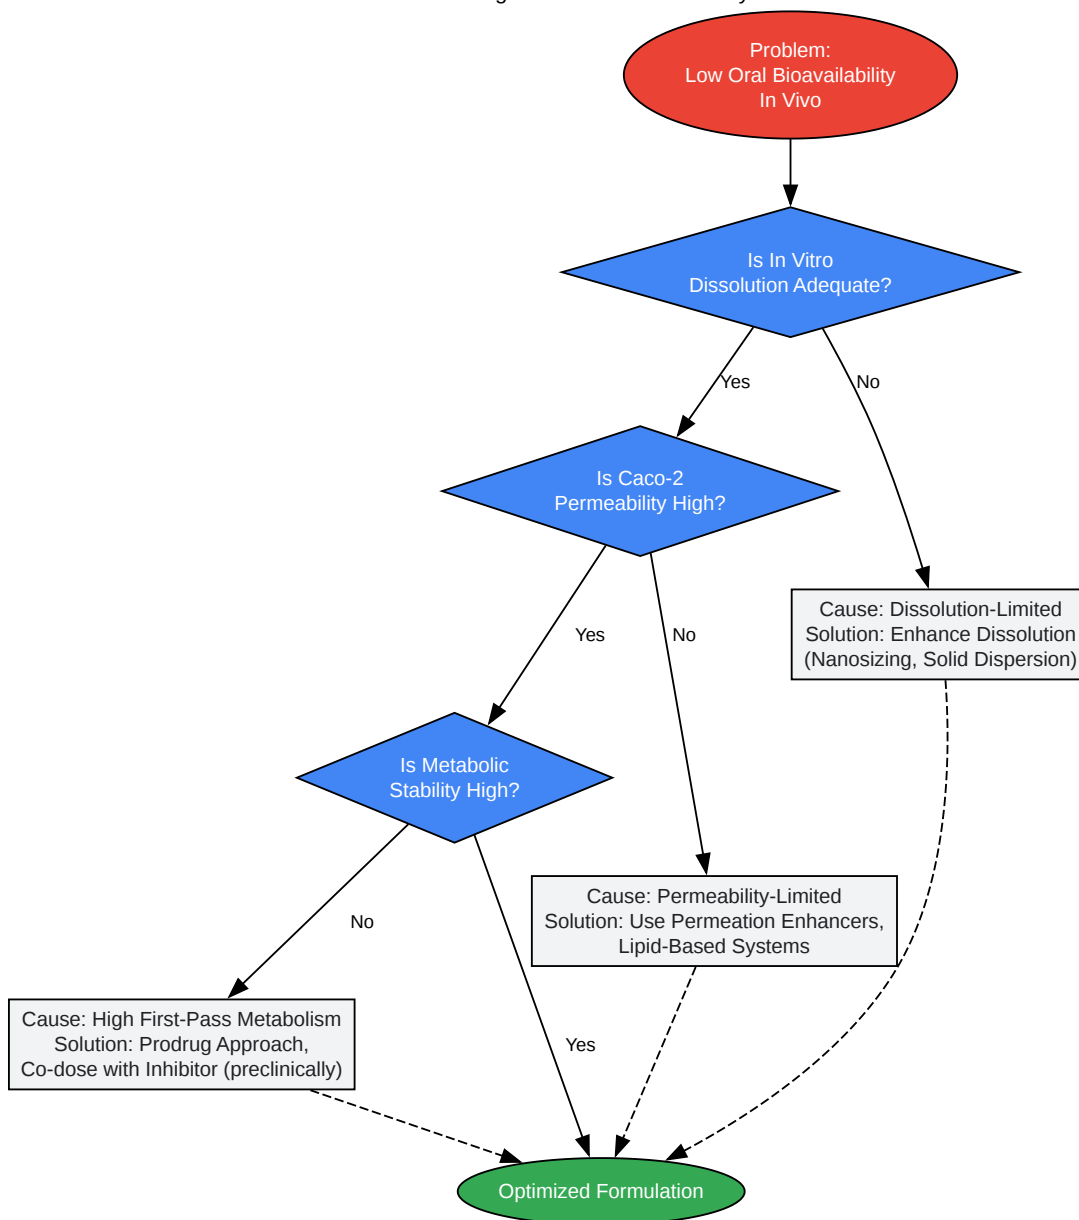 Problem:
Low Oral Bioavailability
In Vivo
Is In Vitro
Dissolution Adequate?
Yes
No
Is Caco-2
Permeability High?
Cause: Dissolution-Limited
Solution: Enhance Dissolution
(Nanosizing, Solid Dispersion)
Yes
No
Is Metabolic
Stability High?
Cause: Permeability-Limited
Solution: Use Permeation Enhancers,
Lipid-Based Systems
No
Cause: High First-Pass Metabolism
Solution: Prodrug Approach,
Co-dose with Inhibitor (preclinically)
Yes
Optimized Formulation